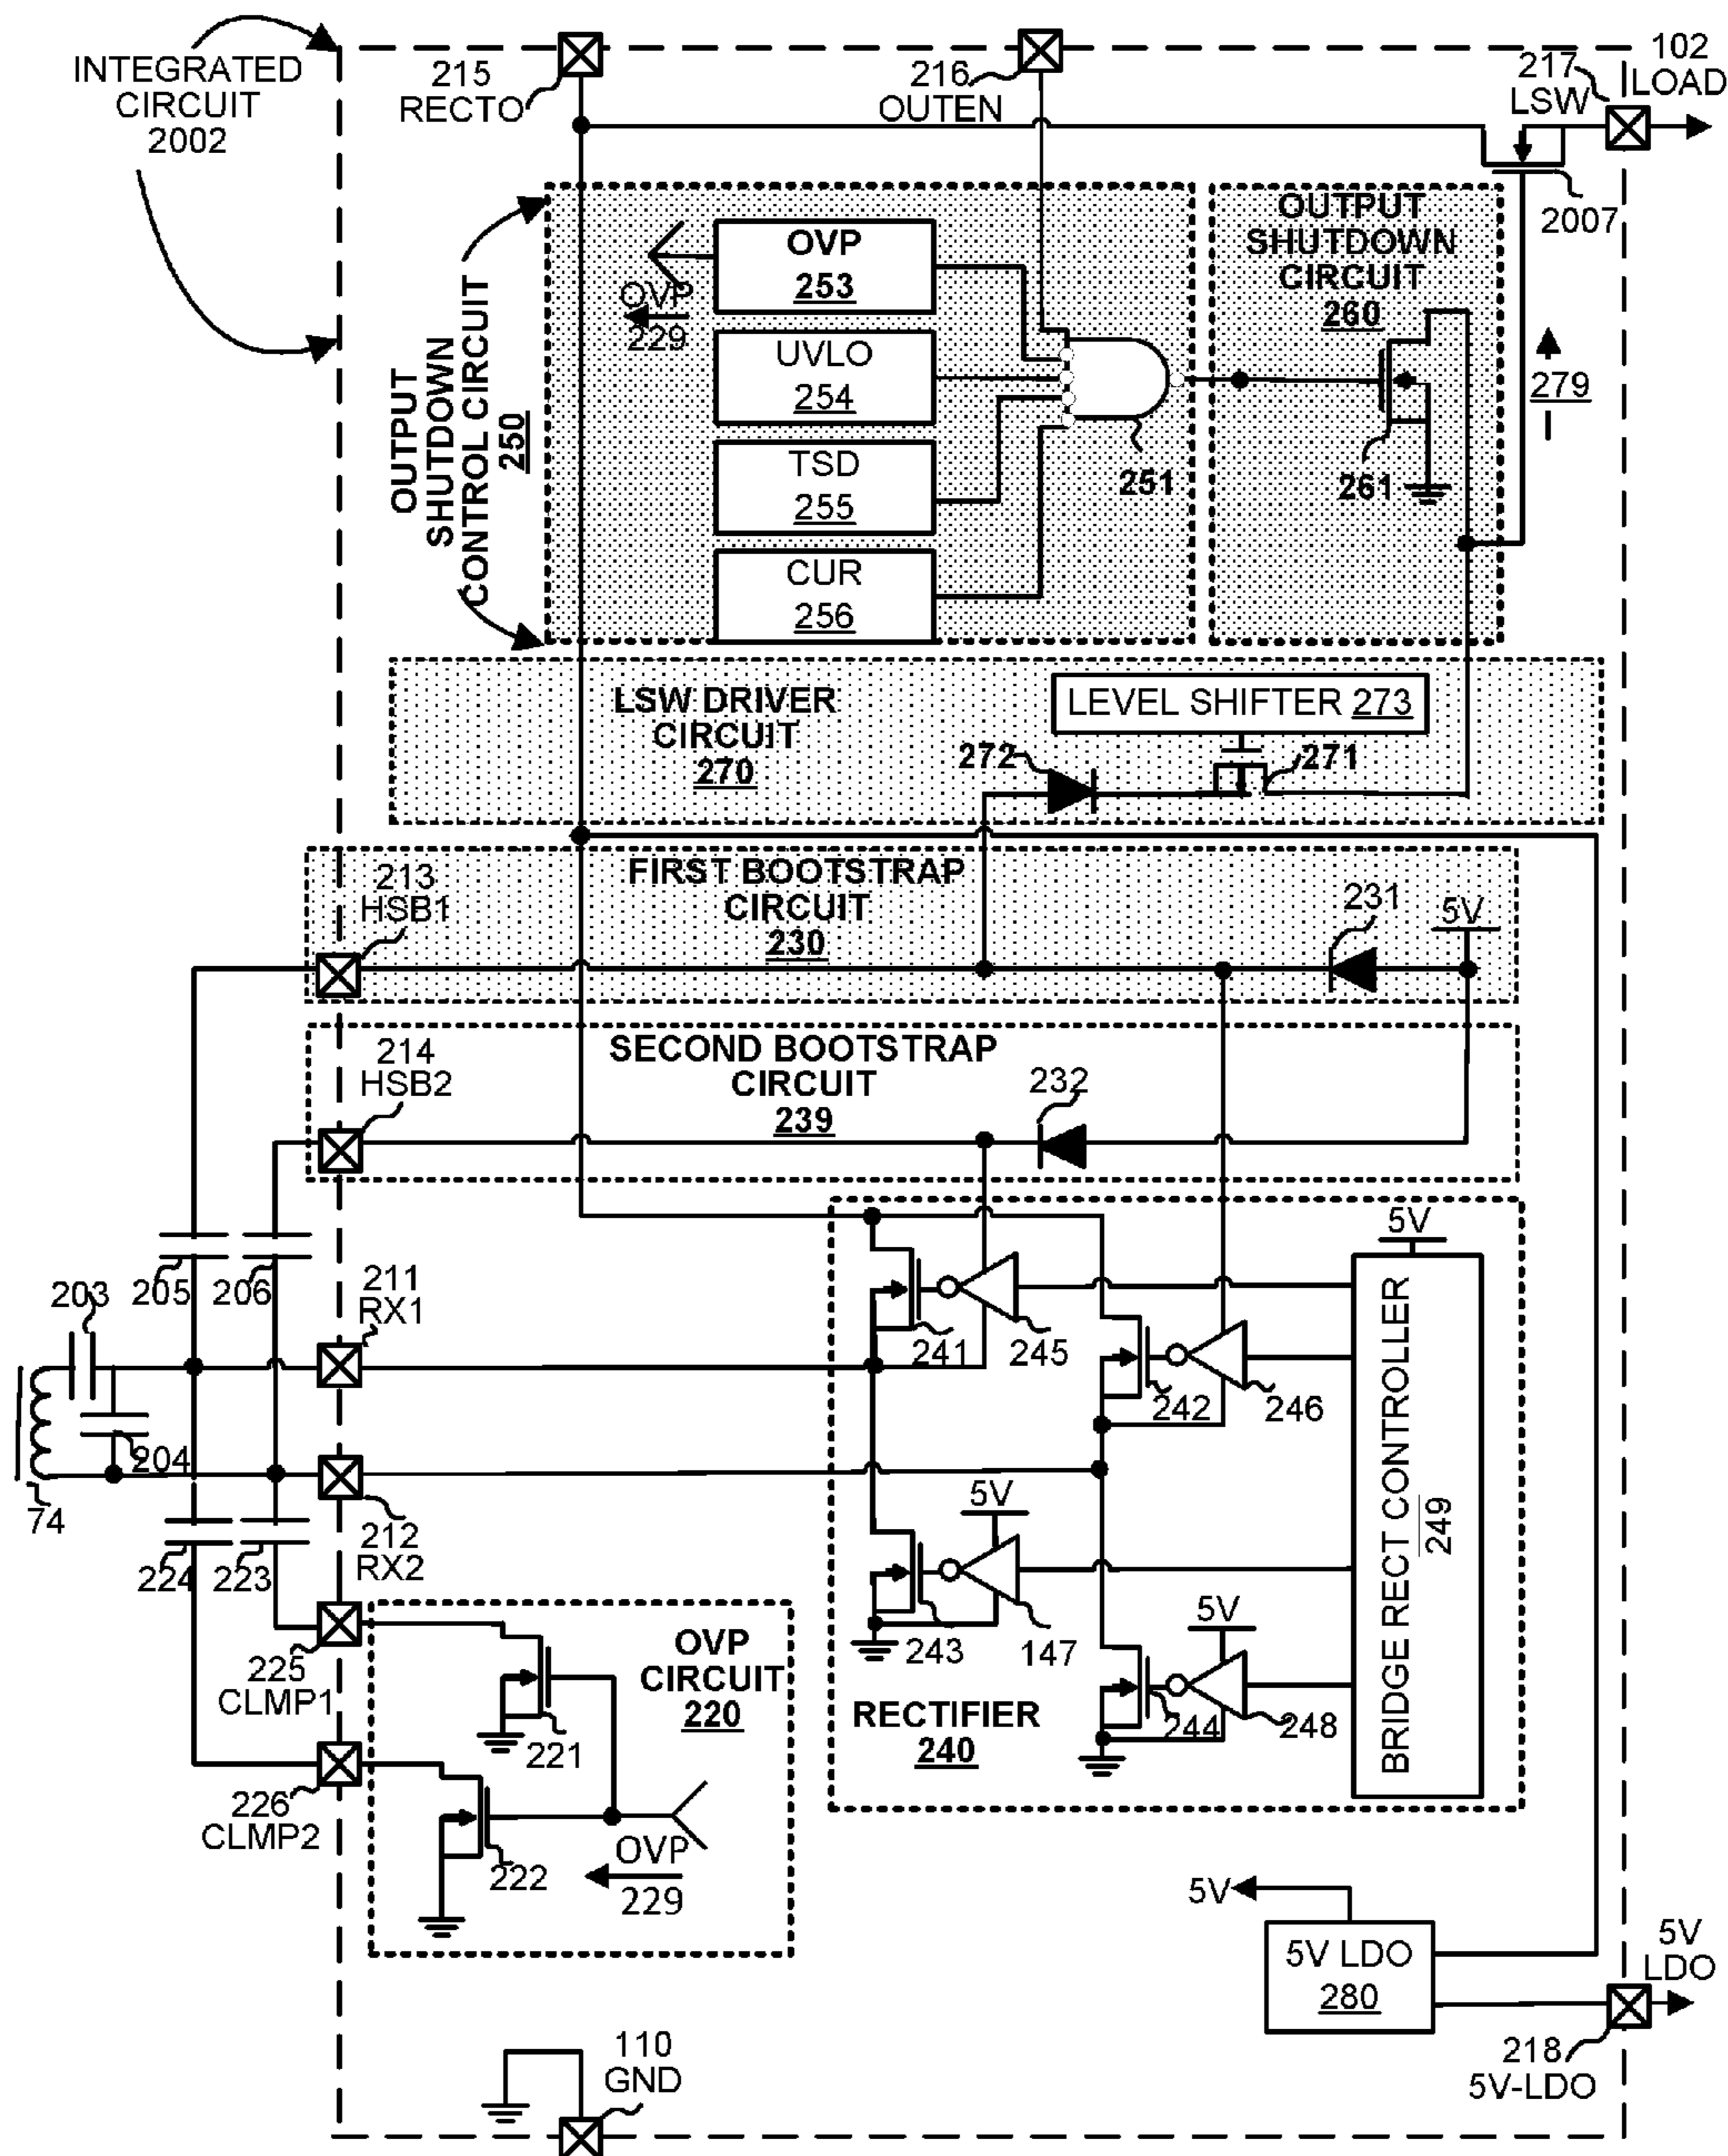 INTEGRATED
CIRCUIT
2002
215
RECTO
216
OUTEN
217
LSW
102
LOAD
2007
OUTPUT
SHUTDOWN
CONTROL CIRCUIT
250
OVP
253
OVP
229
UVLO
254
TSD
255
CUR
256
251
OUTPUT
SHUTDOWN
CIRCUIT
260
261
279
LSW DRIVER
CIRCUIT
270
LEVEL SHIFTER 273
272
271
213
HSB1
FIRST BOOTSTRAP
CIRCUIT
230
231
5V
214
HSB2
SECOND BOOTSTRAP
CIRCUIT
239
232
205
206
203
211
RX1
204
74
212
RX2
224
223
241
245
242
246
5V
BRIDGE RECT CONTROLLER
249
5V
243
147
5V
244
248
RECTIFIER
240
225
CLMP1
226
CLMP2
OVP
CIRCUIT
220
221
222
OVP
229
5V
5V LDO
280
5V
LDO
218
5V-LDO
110
GND